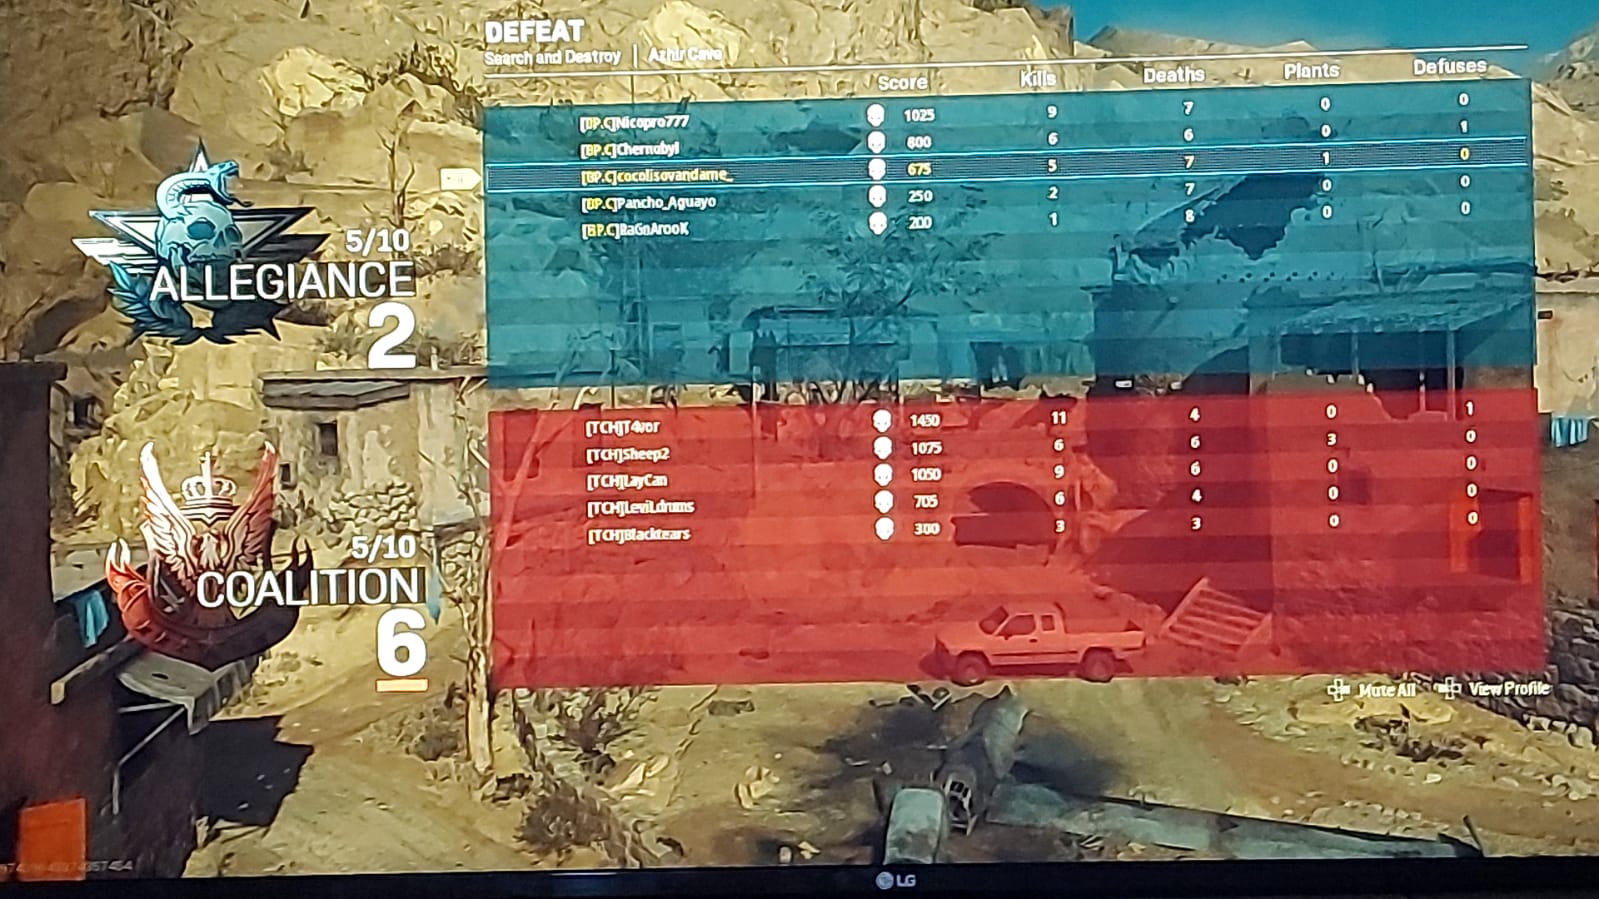 DEFEAT
Search and Destroy | Azhir Cave
Score Kills Deaths Plants Defuses
[BP.C]Nicopro777 1025 9 7 0 0
[BP.C]Chernobyl 800 6 6 0 1
[BP.C]cocolisovandame_ 675 5 7 1 0
[BP.C]Pancho_Aguayo 250 2 7 0 0
[BP.C]RaGnArooK 200 1 8 0 0
5/10
ALLEGIANCE
2
[TCH]T4vor 1450 11 4 0 1
[TCH]Sheep2 1075 6 6 3 0
[TCH]LayCan 1050 9 6 0 0
[TCH]LeviLdrums 705 6 4 0 0
[TCH]Blacktears 300 3 3 0 0
5/10
COALITION
6
Mute All View Profile
LG